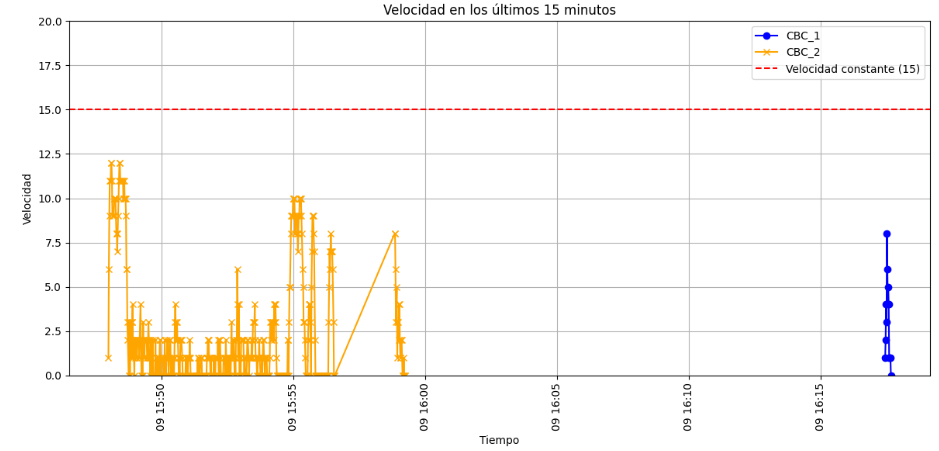 Velocidad en los últimos 15 minutos
20.0
17.5
15.0
12.5
10.0
7.5
5.0
2.5
0.0
Velocidad
CBC_1
CBC_2
Velocidad constante (15)
09 15:50
09 15:55
09 16:00
09 16:05
09 16:10
09 16:15
Tiempo